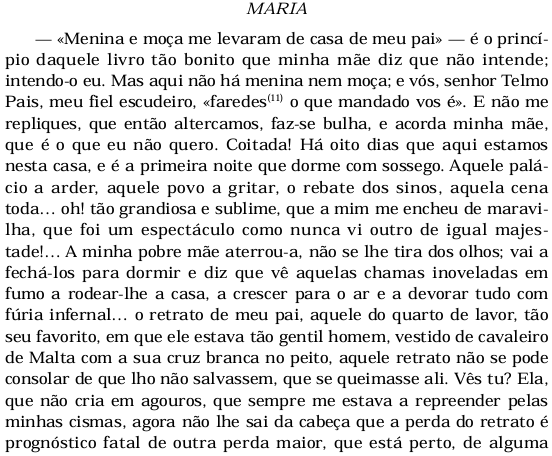 MARIA
— «Menina e moça me levaram de casa de meu pai» — é o princí-
pio daquele livro tão bonito que minha mãe diz que não intende;
intendo-o eu. Mas aqui não há menina nem moça; e vós, senhor Telmo
Pais, meu fiel escudeiro, «faredes(11) o que mandado vos é». E não me
repliques, que então altercamos, faz-se bulha, e acorda minha mãe,
que é o que eu não quero. Coitada! Há oito dias que aqui estamos
nesta casa, e é a primeira noite que dorme com sossego. Aquele palá-
cio a arder, aquele povo a gritar, o rebate dos sinos, aquela cena
toda… oh! tão grandiosa e sublime, que a mim me encheu de maravi-
lha, que foi um espectáculo como nunca vi outro de igual majes-
tade!… A minha pobre mãe aterrou-a, não se lhe tira dos olhos; vai a
fechá-los para dormir e diz que vê aquelas chamas inoveladas em
fumo a rodear-lhe a casa, a crescer para o ar e a devorar tudo com
fúria infernal… o retrato de meu pai, aquele do quarto de lavor, tão
seu favorito, em que ele estava tão gentil homem, vestido de cavaleiro
de Malta com a sua cruz branca no peito, aquele retrato não se pode
consolar de que lho não salvassem, que se queimasse ali. Vês tu? Ela,
que não cria em agouros, que sempre me estava a repreender pelas
minhas cismas, agora não lhe sai da cabeça que a perda do retrato é
prognóstico fatal de outra perda maior, que está perto, de alguma